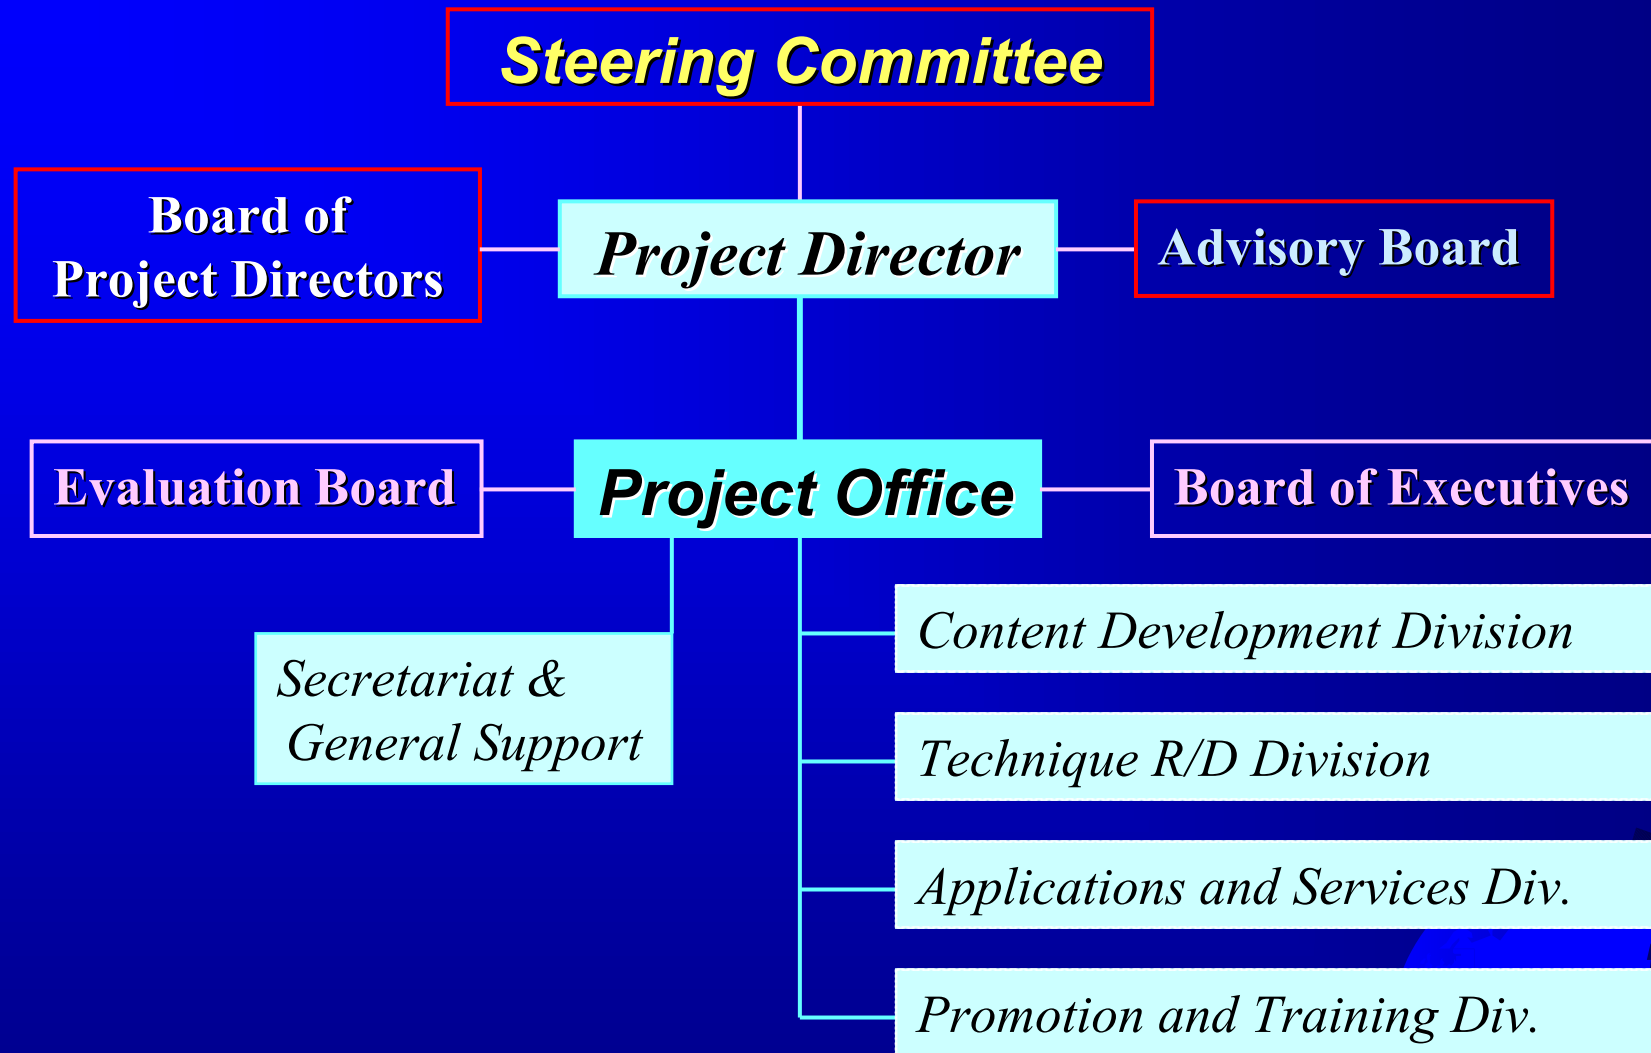 Steering Committee
Board of
Project Directors
Project Director
Advisory Board
Evaluation Board
Project Office
Board of Executives
Secretariat &
General Support
Content Development Division
Technique R/D Division
Applications and Services Div.
Promotion and Training Div.